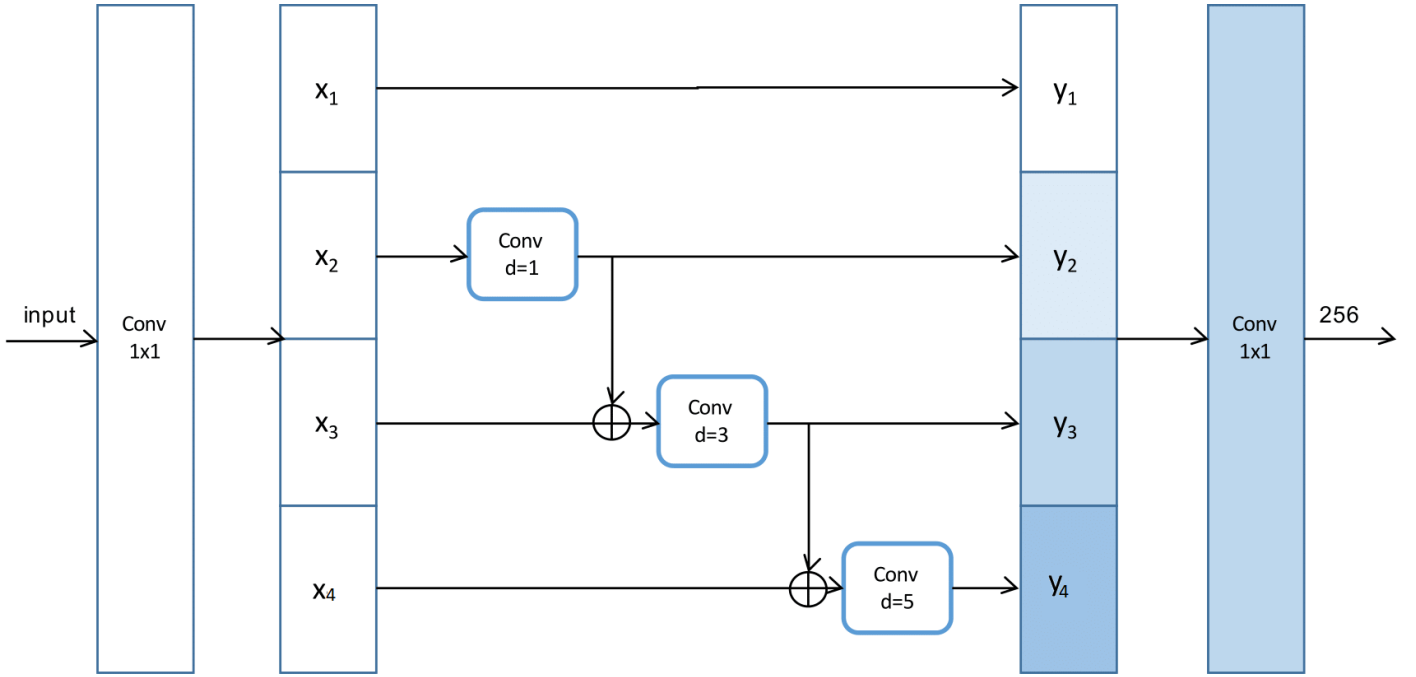 x₁
y₁
x₂
Conv
d=1
y₂
input
Conv
1x1
Conv
1x1
256
x₃
Conv
d=3
y₃
x₄
Conv
d=5
y₄